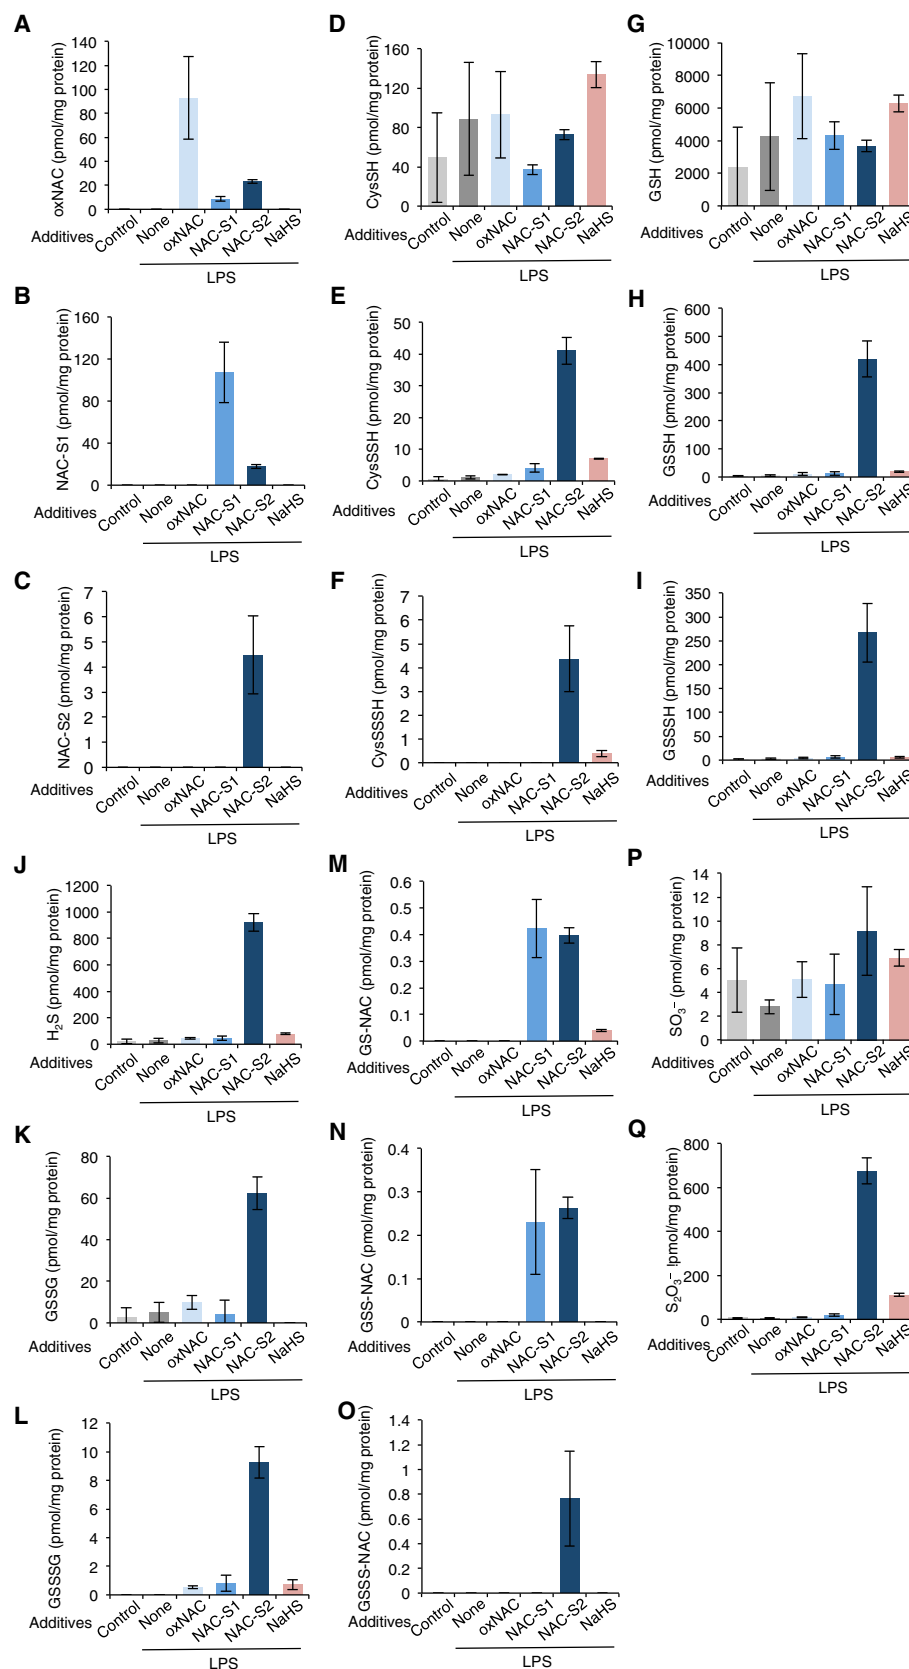 A
oxNAC (pmol/mg protein)
140
120
100
80
60
40
20
0
Additives
Control
None
oxNAC
NAC-S1
NAC-S2
NaHS
LPS
D
CysSH (pmol/mg protein)
160
120
80
40
0
Additives
Control
None
oxNAC
NAC-S1
NAC-S2
NaHS
LPS
G
GSH (pmol/mg protein)
10000
8000
6000
4000
2000
0
Additives
Control
None
oxNAC
NAC-S1
NAC-S2
NaHS
LPS
B
NAC-S1 (pmol/mg protein)
160
120
80
40
0
Additives
Control
None
oxNAC
NAC-S1
NAC-S2
NaHS
LPS
E
CysSSH (pmol/mg protein)
50
40
30
20
10
0
Additives
Control
None
oxNAC
NAC-S1
NAC-S2
NaHS
LPS
H
GSSH (pmol/mg protein)
600
500
400
300
200
100
0
Additives
Control
None
oxNAC
NAC-S1
NAC-S2
NaHS
LPS
C
NAC-S2 (pmol/mg protein)
7
6
5
4
3
2
1
0
Additives
Control
None
oxNAC
NAC-S1
NAC-S2
NaHS
LPS
F
CysSSSH (pmol/mg protein)
7
6
5
4
3
2
1
0
Additives
Control
None
oxNAC
NAC-S1
NAC-S2
NaHS
LPS
I
GSSSH (pmol/mg protein)
350
300
250
200
150
100
50
0
Additives
Control
None
oxNAC
NAC-S1
NAC-S2
NaHS
LPS
J
H₂S (pmol/mg protein)
1200
1000
800
600
400
200
0
Additives
Control
None
oxNAC
NAC-S1
NAC-S2
NaHS
LPS
M
GS-NAC (pmol/mg protein)
0.6
0.5
0.4
0.3
0.2
0.1
0
Additives
Control
None
oxNAC
NAC-S1
NAC-S2
NaHS
LPS
P
SO₃⁻ (pmol/mg protein)
14
12
10
8
6
4
2
0
Additives
Control
None
oxNAC
NAC-S1
NAC-S2
NaHS
LPS
K
GSSG (pmol/mg protein)
80
60
40
20
0
Additives
Control
None
oxNAC
NAC-S1
NAC-S2
NaHS
LPS
N
GSS-NAC (pmol/mg protein)
0.4
0.3
0.2
0.1
0
Additives
Control
None
oxNAC
NAC-S1
NAC-S2
NaHS
LPS
Q
S₂O₃⁻ !pmol/mg protein)
800
600
400
200
0
Additives
Control
None
oxNAC
NAC-S1
NAC-S2
NaHS
LPS
L
GSSSG (pmol/mg protein)
12
10
8
6
4
2
0
Additives
Control
None
oxNAC
NAC-S1
NAC-S2
NaHS
LPS
O
GSSS-NAC (pmol/mg protein)
1.4
1.2
1
0.8
0.6
0.4
0.2
0
Additives
Control
None
oxNAC
NAC-S1
NAC-S2
NaHS
LPS